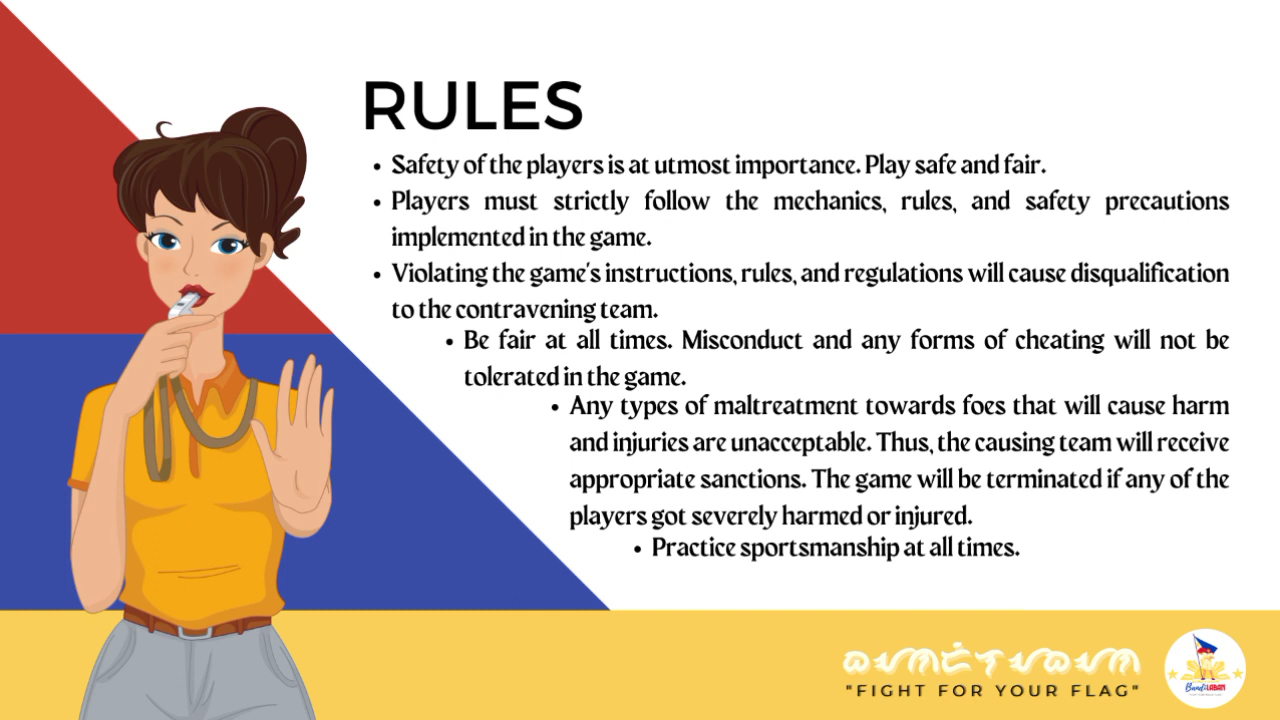 RULES
• Safety of the players is at utmost importance. Play safe and fair.
• Players must strictly follow the mechanics, rules, and safety precautions
implemented in the game.
• Violating the game's instructions, rules, and regulations will cause disqualification
to the contravening team.
• Be fair at all times. Misconduct and any forms of cheating will not be
tolerated in the game.
• Any types of maltreatment towards foes that will cause harm
and injuries are unacceptable. Thus, the causing team will receive
appropriate sanctions. The game will be terminated if any of the
players got severely harmed or injured.
• Practice sportsmanship at all times.
"FIGHT FOR YOUR FLAG"
BandiLABAN